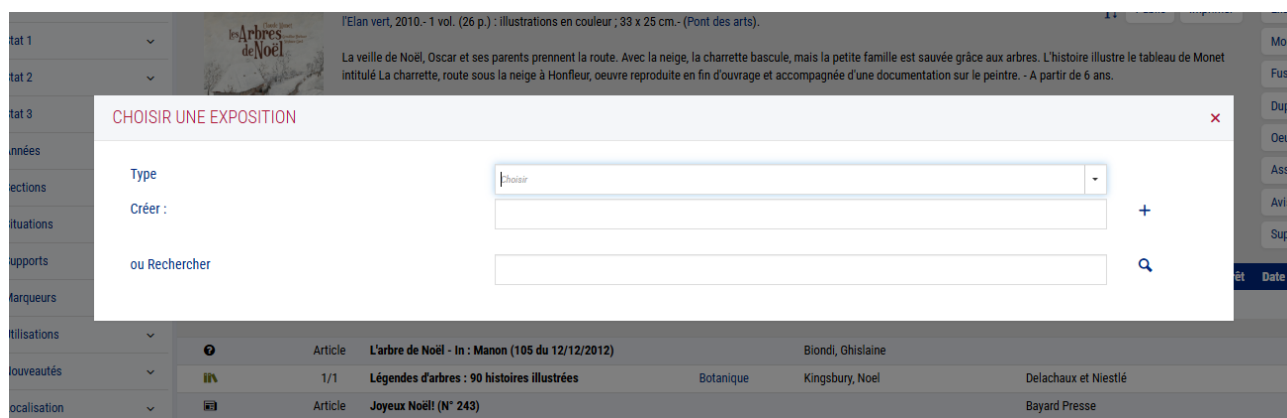 l'Elan vert, 2010.- 1 vol. (26 p.) : illustrations en couleur ; 33 x 25 cm.- (Pont des arts).
les Arbres de Noël
La veille de Noël, Oscar et ses parents prennent la route. Avec la neige, la charrette bascule, mais la petite famille est sauvée grâce aux arbres. L'histoire illustre le tableau de Monet
intitulé La charrette, route sous la neige à Honfleur, oeuvre reproduite en fin d'ouvrage et accompagnée d'une documentation sur le peintre. - A partir de 6 ans.
tat 1
tat 2
tat 3
nnées
ections
ituations
upports
Marqueurs
tilisations
ouveautés
ocalisation
Mo
Fus
Dup
Oeu
Ass
Avi
Sup
CHOISIR UNE EXPOSITION ×
Type Choisir
Créer : +
ou Rechercher
rêt Date
Article L'arbre de Noël - In : Manon (105 du 12/12/2012) Biondi, Ghislaine
1/1 Légendes d'arbres : 90 histoires illustrées Botanique Kingsbury, Noel Delachaux et Niestlé
Article Joyeux Noël! (N° 243) Bayard Presse